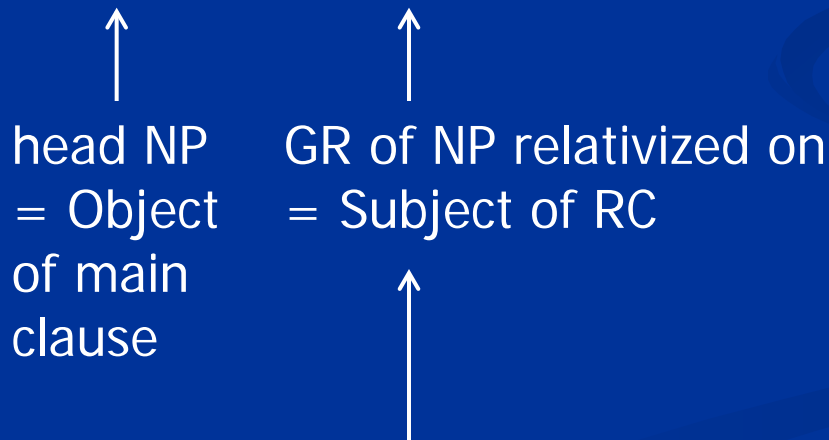 head NP
= Object
of main
clause
GR of NP relativized on
= Subject of RC